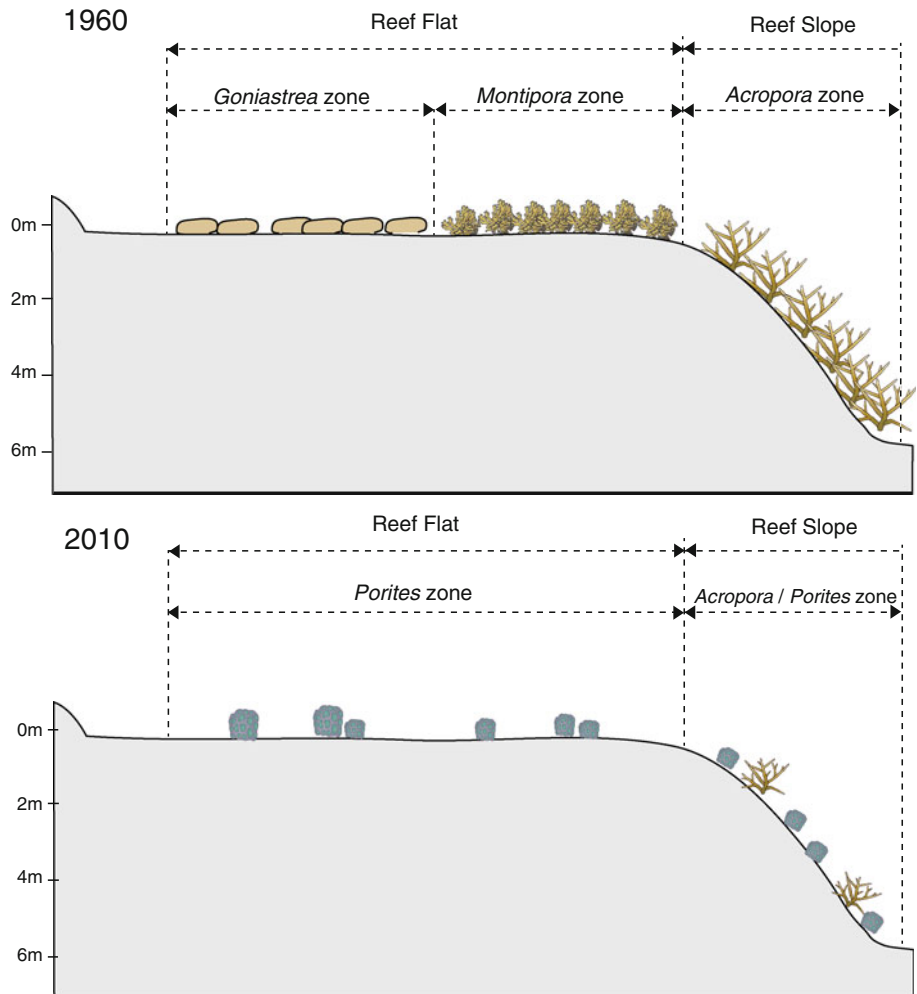 1960
Reef Flat
Reef Slope
Goniastrea zone
Montipora zone
Acropora zone
0m
2m
4m
6m
2010
Reef Flat
Reef Slope
Porites zone
Acropora / Porites zone
0m
2m
4m
6m